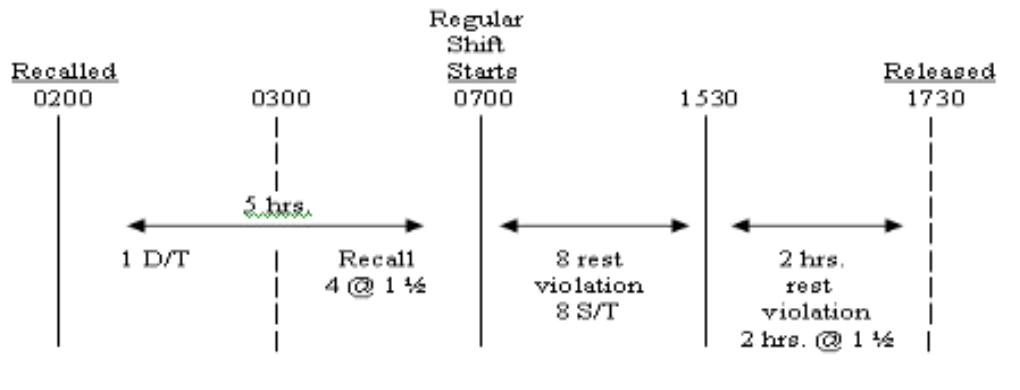 Regular
Shift
Recalled Starts Released
0200 0300 0700 1530 1730
5 hrs.
1 D/T Recall 8 rest 2 hrs.
4 @ 1 ½ violation rest
8 S/T violation
2 hrs. @ 1 ½